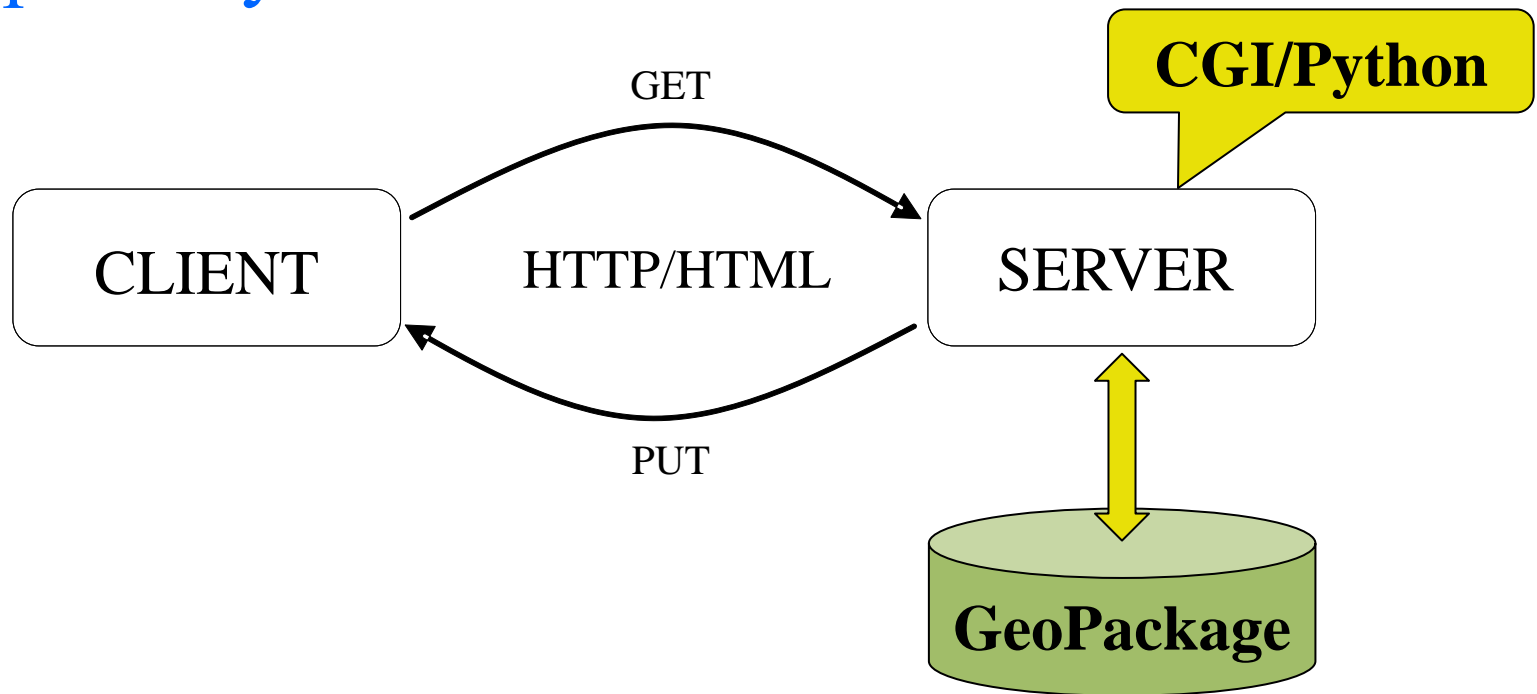 CGI/Python
GET
CLIENT
HTTP/HTML
SERVER
PUT
GeoPackage